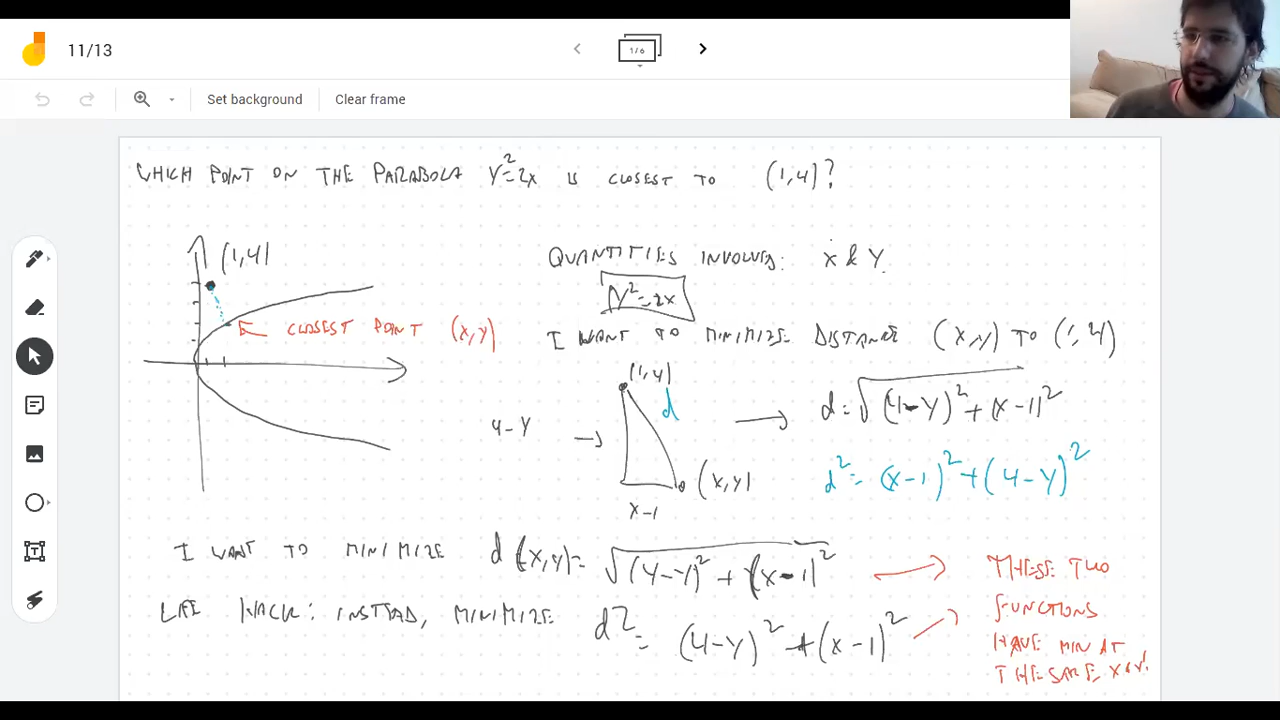 11/13
1/6
Set background
Clear frame
WHICH POINT ON THE PARABOLA Y²=2X IS CLOSEST TO (1,4)?
(1,4)
CLOSEST POINT (X,Y)
QUANTITIES INVOLVED: X & Y.
Y²=2X
I WANT TO MINIMIZE DISTANCE (X,Y) TO (1,4)
(1,4)
d
4-Y
(X,Y)
X-1
d=√(4-Y)²+(X-1)²
d²=(X-1)²+(4-Y)²
I WANT TO MINIMIZE d(X,Y)=√(4-Y)²+(X-1)²
LIFE HACK: INSTEAD, MINIMIZE d²=(4-Y)²+(X-1)²
THESE TWO
FUNCTIONS
HAVE MIN AT
THE SAME X&Y!